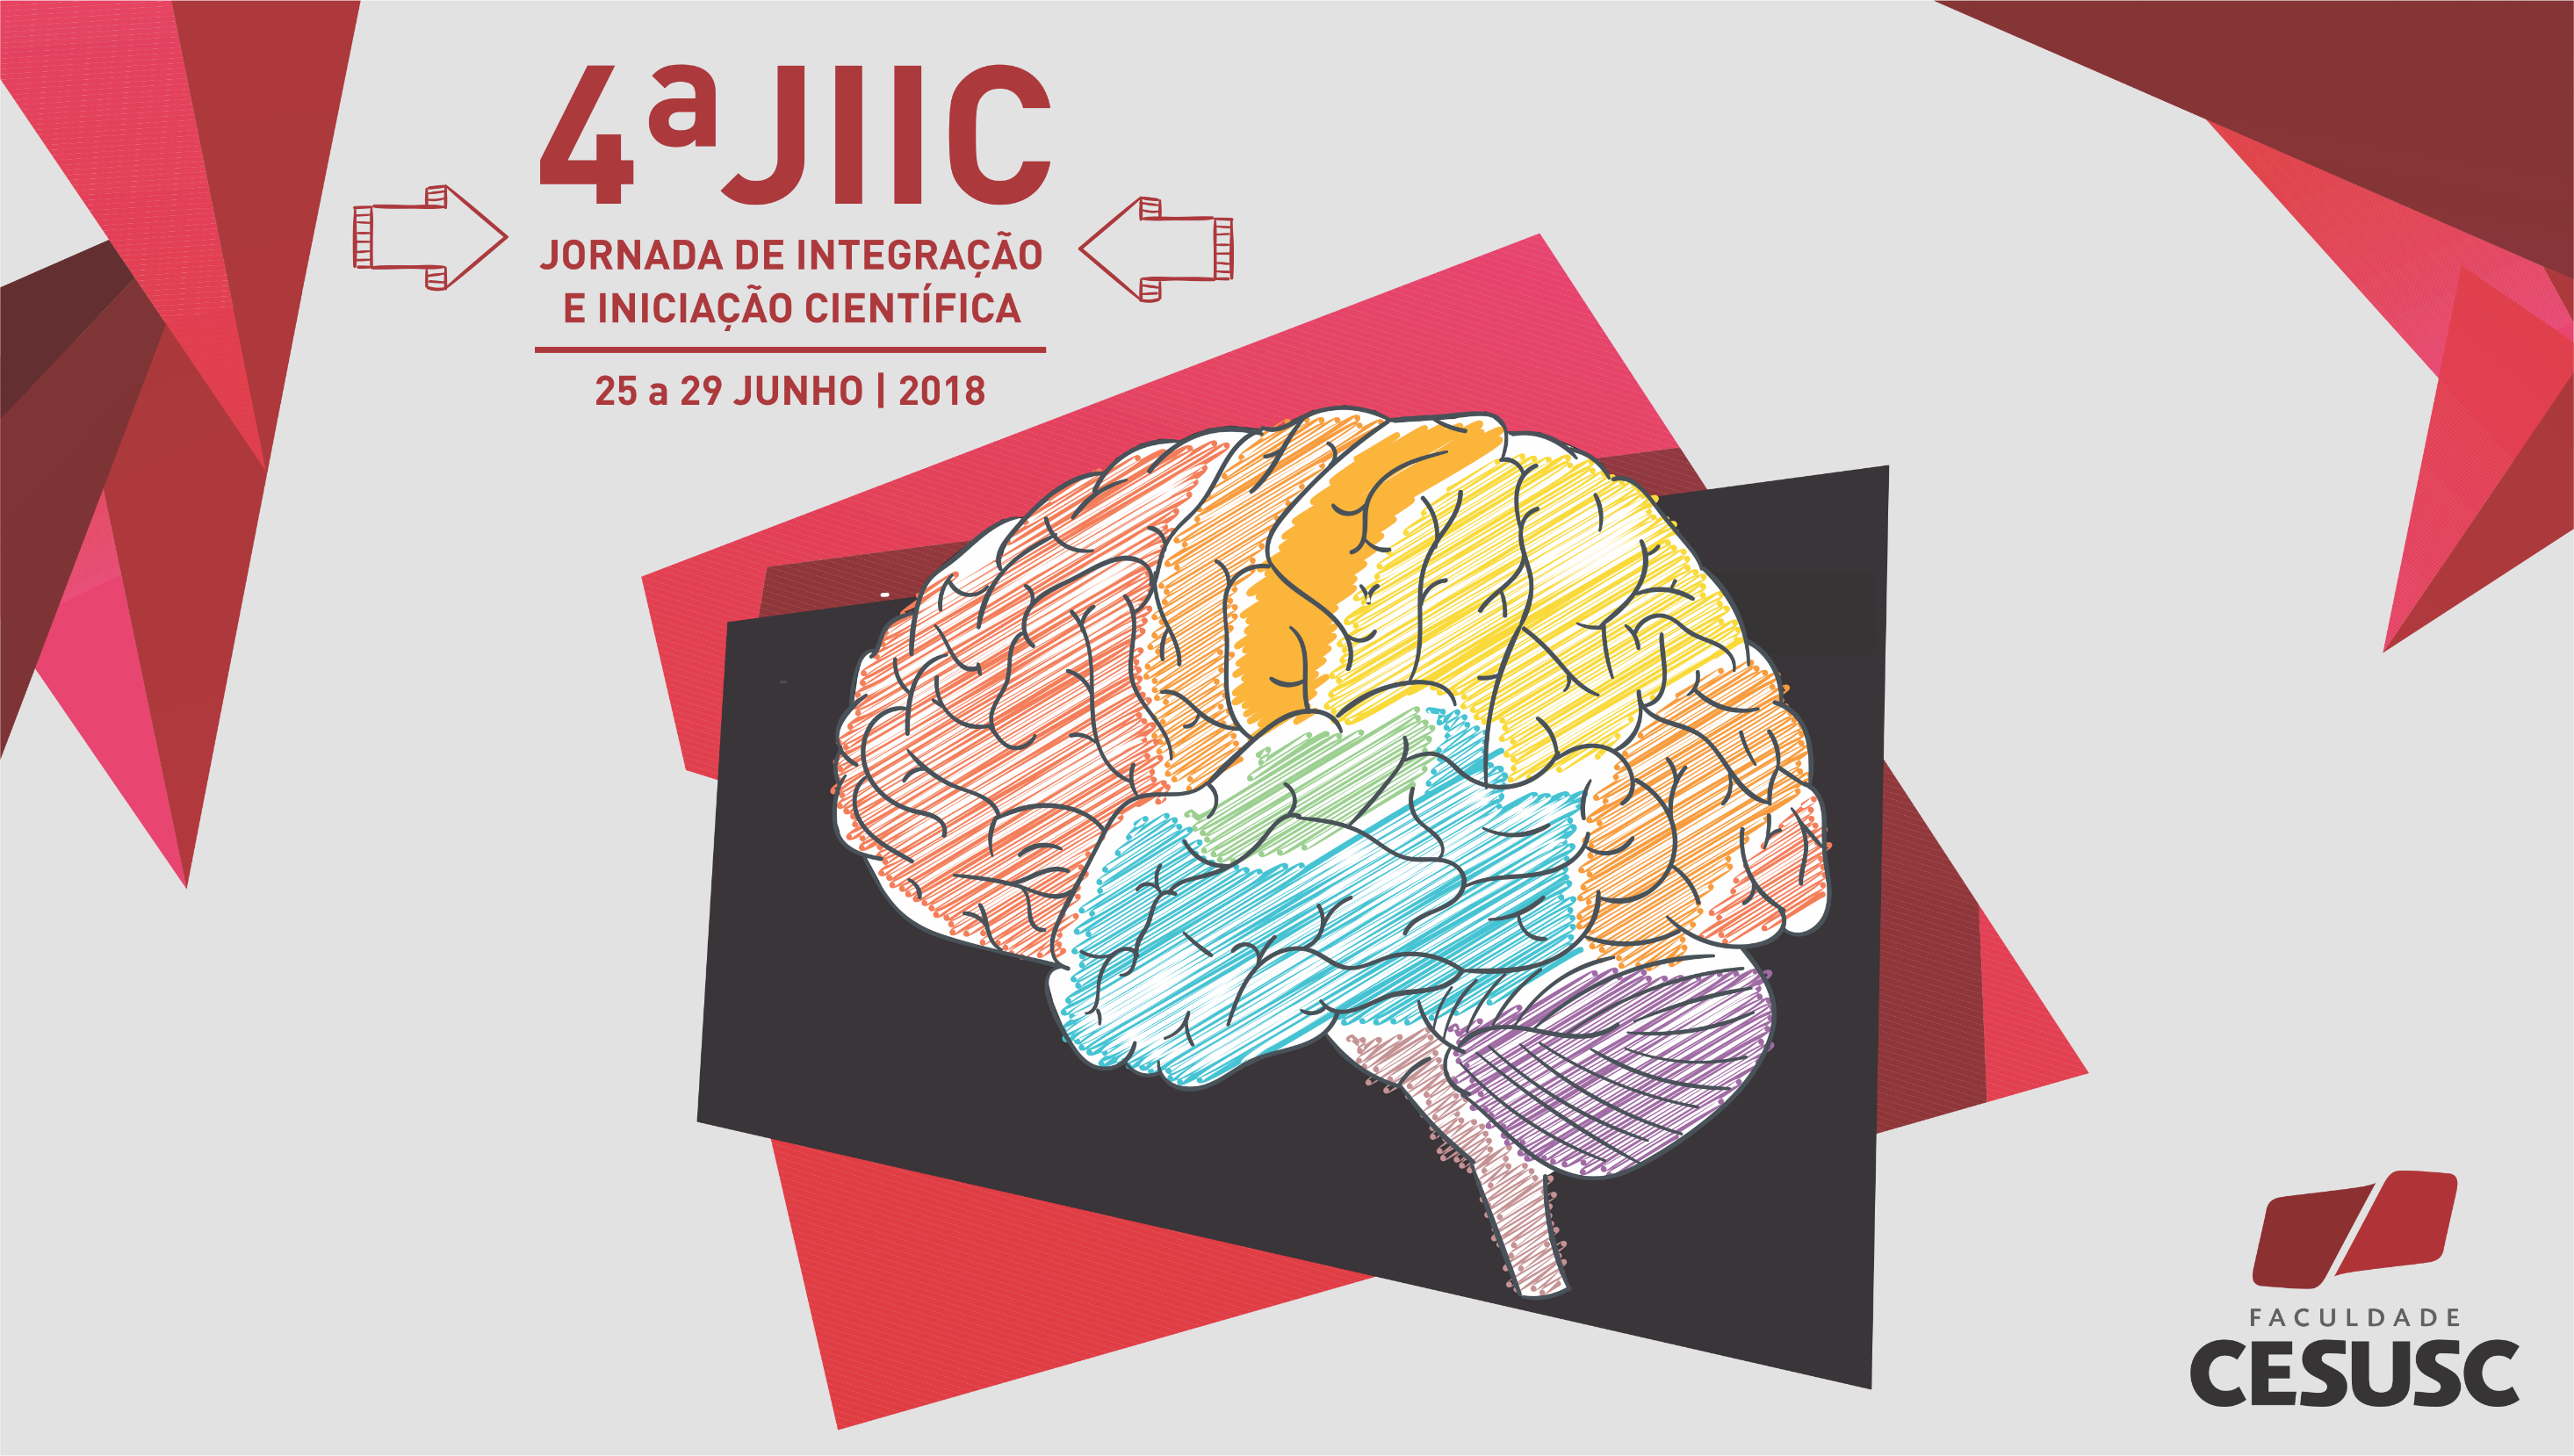 4ª JIIC
JORNADA DE INTEGRAÇÃO
E INICIAÇÃO CIENTÍFICA
25 a 29 JUNHO | 2018
FACULDADE
CESUSC